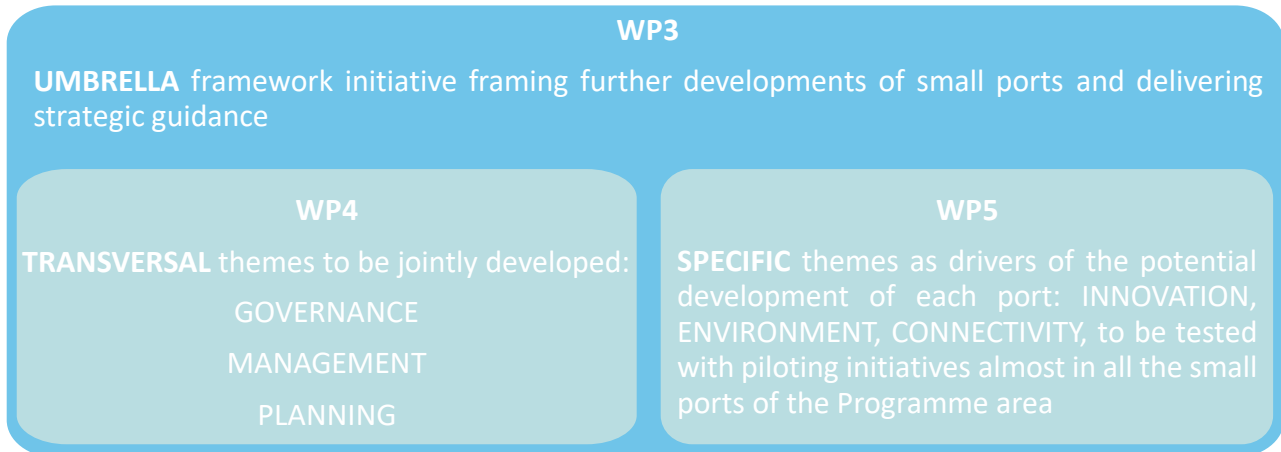 WP3
UMBRELLA framework initiative framing further developments of small ports and delivering
strategic guidance
WP4
TRANSVERSAL themes to be jointly developed:
GOVERNANCE
MANAGEMENT
PLANNING
WP5
SPECIFIC themes as drivers of the potential
development of each port: INNOVATION,
ENVIRONMENT, CONNECTIVITY, to be tested
with piloting initiatives almost in all the small
ports of the Programme area